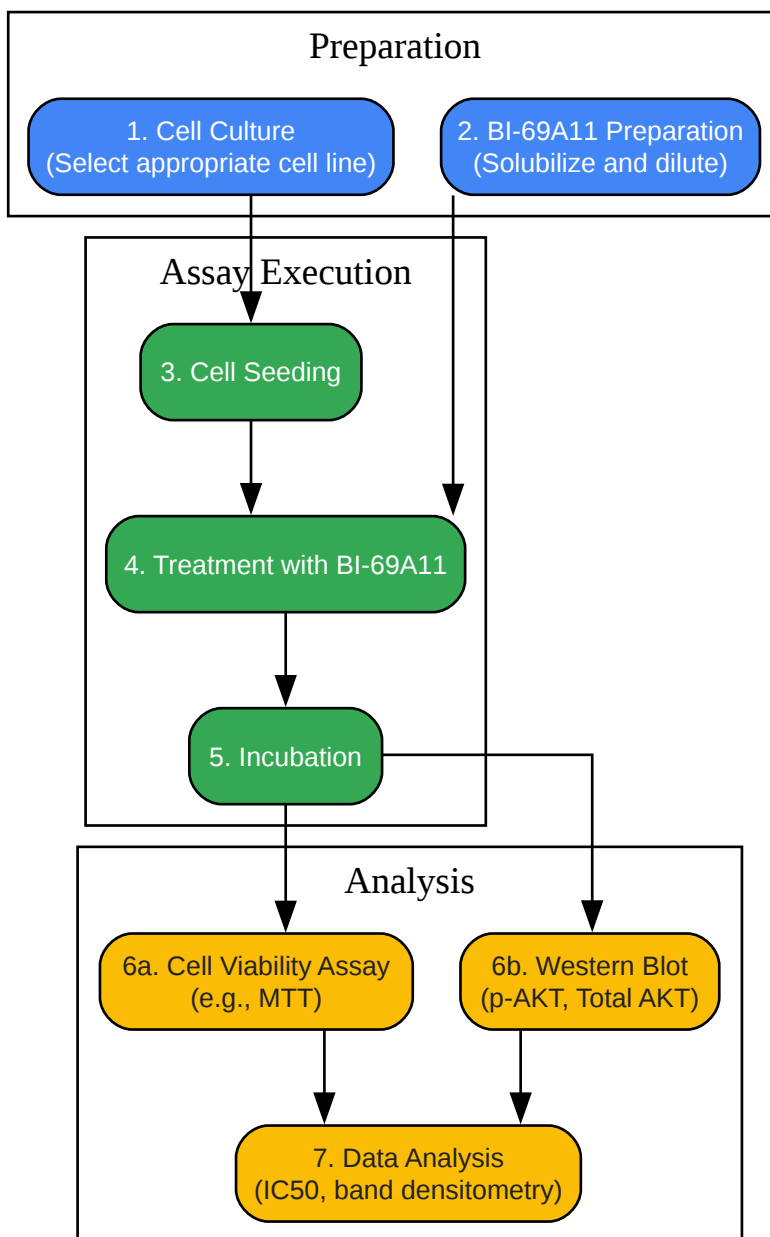 Preparation
1. Cell Culture
(Select appropriate cell line)
2. BI-69A11 Preparation
(Solubilize and dilute)
Assay Execution
3. Cell Seeding
4. Treatment with BI-69A11
5. Incubation
Analysis
6a. Cell Viability Assay
(e.g., MTT)
6b. Western Blot
(p-AKT, Total AKT)
7. Data Analysis
(IC50, band densitometry)